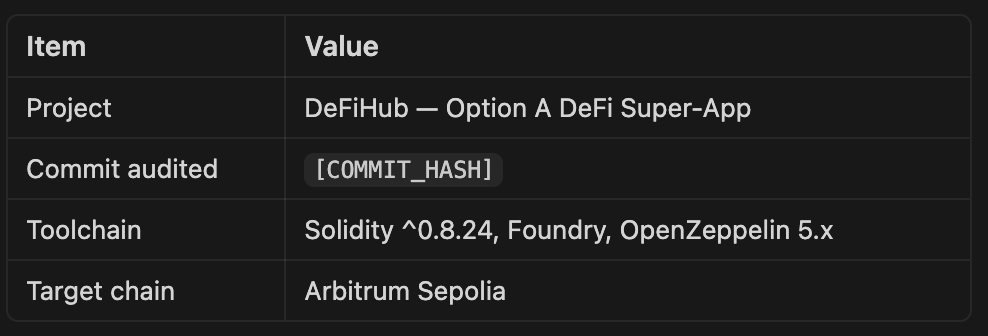 Item Value
Project DeFiHub — Option A DeFi Super-App
Commit audited [COMMIT_HASH]
Toolchain Solidity ^0.8.24, Foundry, OpenZeppelin 5.x
Target chain Arbitrum Sepolia